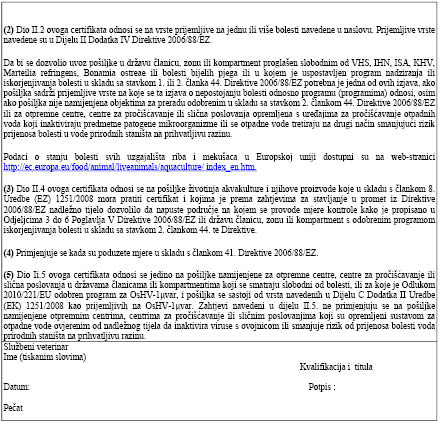 (2) Dio II.2 ovoga certifikata odnosi se na vrste prijemljive na jednu ili više bolesti navedene u naslovu. Prijemljive vrste
navedene su u Dijelu II Dodatka IV Direktive 2006/88/EZ.
Da bi se dozvolio uvoz pošiljke u državu članicu, zonu ili kompartment proglašen slobodnim od VHS, IHN, ISA, KHV,
Marteilia refringens, Bonamia ostreae ili bolesti bijelih pjega ili u kojem je uspostavljen program nadziranja ili
iskorjenjivanja bolesti u skladu sa stavkom 1. ili 2. članka 44. Direktive 2006/88/EZ potrebna je jedna od ovih izjava, ako
pošiljka sadrži prijemljive vrste na koje se ta izjava o nepostojanju bolesti odnosno programu (programima) odnosi, osim
ako pošiljka nije namijenjena objektima za preradu odobrenim u skladu sa stavkom 2. člankom 44. Direktive 2006/88/EZ
ili za otpremne centre, centre za pročišćavanje ili slična poslovanja opremljena s uređajima za pročišćavanje otpadnih
voda koji inaktiviraju predmetne patogene mikroorganizme ili se otpadne vode tretiraju na drugi način smanjujući rizik
prijenosa bolesti u vode prirodnih staništa na prihvatljivu razinu.
Podaci o stanju bolesti svih uzgajališta riba i mekušaca u Europskoj uniji dostupni su na web-stranici
http://ec.europa.eu/food/animal/liveanimals/aquaculture/ index_en.htm.
(3) Dio II.4 ovoga certifikata odnosi se na pošiljke životinja akvakulture i njihove proizvode koje u skladu s člankom 8.
Uredbe (EZ) 1251/2008 mora pratiti certifikat i kojima je prema zahtjevima za stavljanje u promet iz Direktive
2006/88/EZ nadležno tijelo dozvolilo da napuste područje na kojem se provode mjere kontrole kako je propisano u
Odjeljcima 3 do 6 Poglavlja V Direktive 2006/88/EZ ili državu članicu, zonu ili kompartment s odobrenim programom
iskorjenjivanja bolesti u skladu sa stavkom 2. člankom 44. te Direktive.
(4) Primjenjuje se kada su poduzete mjere u skladu s člankom 41. Direktive 2006/88/EZ.
(5) Dio Ii.5 ovoga certifikata odnosi se jedino na pošiljke namijenjene za otpremne centre, centre za pročišćavanje ili
slična poslovanja u državama članicama ili kompartmentima koji se smatraju slobodni od bolesti, ili za koje je Odlukom
2010/221/EU odobren program za OsHV-1μvar, i pošiljka se sastoji od vrsta navedenih u Dijelu C Dodatka II Uredbe
(EK) 1251/2008 kao prijemljivih na OsHV-1μvar. Zahtjevi navedeni u dijelu II.5. ne primjenjuju se na pošiljke
namijenjene otpremnim centrima, centrima za pročišćavanje ili sličnim poslovanjima koji su opremljeni sustavom za
otpadne vode ovjerenim od nadležnog tijela da inaktivira viruse s ovojnicom ili smanjuje rizik od prijenosa bolesti voda
prirodnih staništa na prihvatljivu razinu.
Službeni veterinar
Ime (tiskanim slovima)
Kvalifikacija i titula
Datum: Potpis :
Pečat